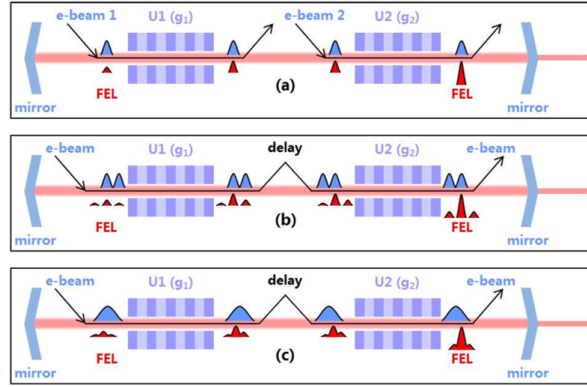 e-beam 1 U1 (g₁) e-beam 2 U2 (g₂)
mirror FEL (a) FEL mirror
e-beam U1 (g₁) delay U2 (g₂) e-beam
mirror FEL (b) FEL mirror
e-beam U1 (g₁) delay U2 (g₂) e-beam
mirror FEL (c) FEL mirror